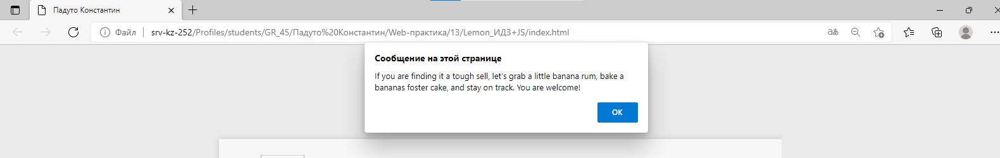 Падуто Константин
Файл srv-kz-252/Profiles/students/GR_45/Падуто%20Константин/Web-практика/13/Lemon_ИДЗ+JS/index.html
аあ
Сообщение на этой странице
If you are finding it a tough sell, let's grab a little banana rum, bake a
bananas foster cake, and stay on track. You are welcome!
OK